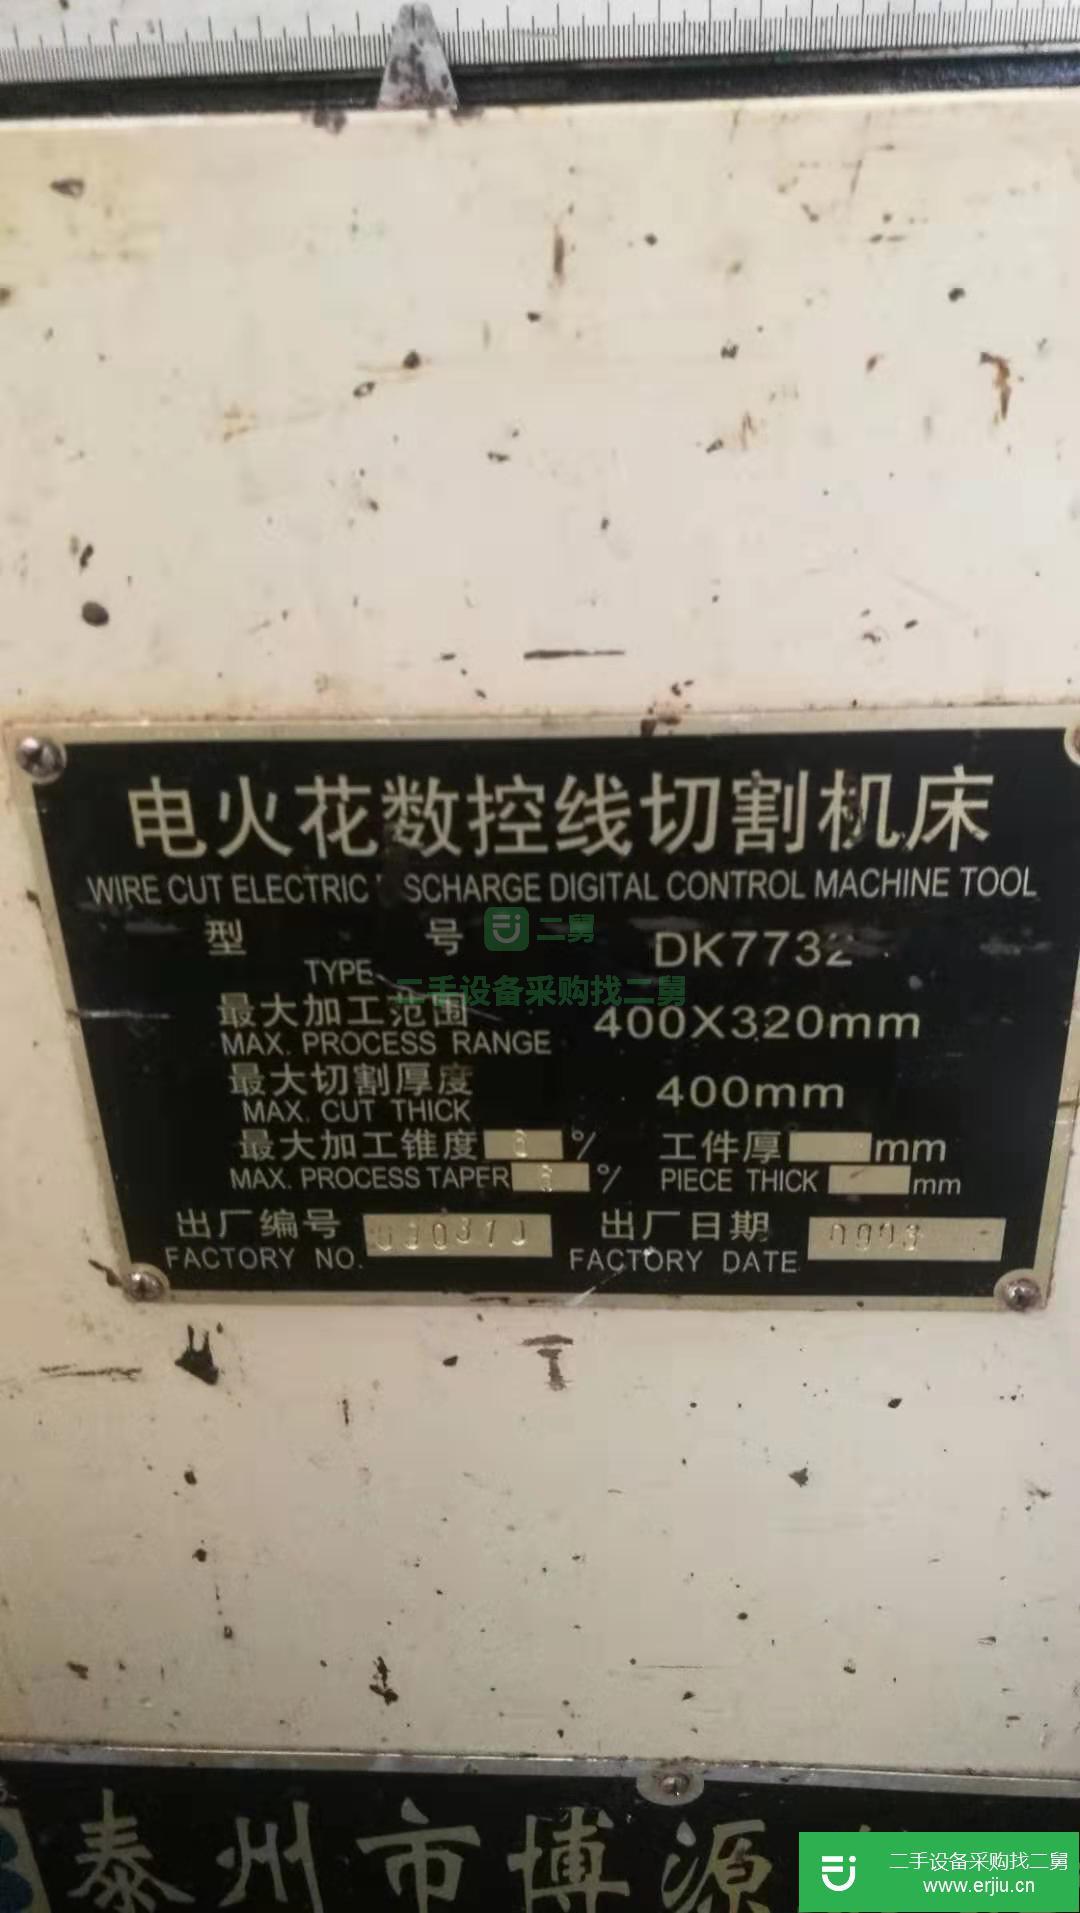 电火花数控线切割机床
WIRE CUT ELECTRIC SCHARGE DIGITAL CONTROL MACHINE TOOL
型 号 DK7732
TYPE
二舅
二手设备采购找二舅
最大加工范围 400X320mm
MAX. PROCESS RANGE
最大切割厚度 400mm
MAX. CUT THICK
最大加工锥度 % 工件厚 mm
MAX. PROCESS TAPER % PIECE THICK mm
出厂编号 出厂日期
FACTORY NO. FACTORY DATE
泰州市博源
二手设备采购找二舅
www.erjiu.cn